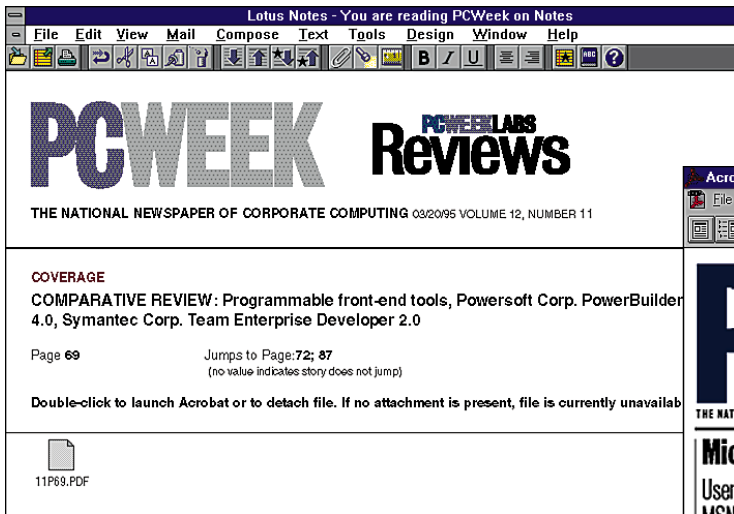 Lotus Notes - You are reading PCWeek on Notes
File Edit View Mail Compose Text Tools Design Window Help
B I U
PCWEEK
PCWEEK LABS
Reviews
THE NATIONAL NEWSPAPER OF CORPORATE COMPUTING 03/20/95 VOLUME 12, NUMBER 11
COVERAGE
COMPARATIVE REVIEW: Programmable front-end tools, Powersoft Corp. PowerBuilder
4.0, Symantec Corp. Team Enterprise Developer 2.0
Page 69 Jumps to Page:72; 87
(no value indicates story does not jump)
Double-click to launch Acrobat or to detach file. If no attachment is present, file is currently unavailab
11P69.PDF
Acro
File
P
THE NAT
Mic
User
MSN